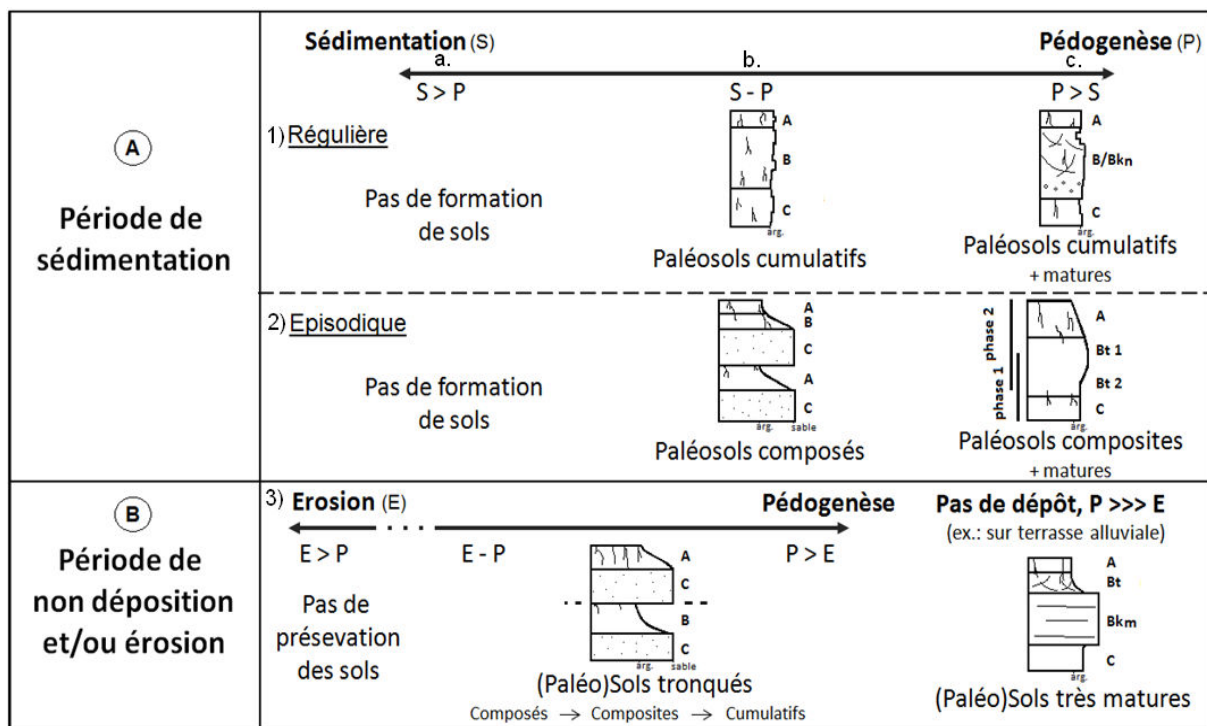 Sédimentation (S)
Pédogenèse (P)
a.
b.
c.
S > P
S - P
P > S
A
Période de
sédimentation
1) Régulière
Pas de formation
de sols
A
B
C
arg.
Paléosols cumulatifs
A
B/Bkn
C
arg.
Paléosols cumulatifs
+ matures
2) Episodique
Pas de formation
de sols
A
B
C
A
C
arg.
sable
Paléosols composés
phase 2
phase 1
A
Bt 1
Bt 2
C
arg.
Paléosols composites
+ matures
B
Période de
non déposition
et/ou érosion
3) Erosion (E)
Pédogenèse
E > P
E - P
P > E
Pas de
présevation
des sols
A
C
B
C
arg.
sable
(Paléo)Sols tronqués
Composés → Composites → Cumulatifs
Pas de dépôt, P >>> E
(ex.: sur terrasse alluviale)
A
Bt
Bkm
C
arg.
(Paléo)Sols très matures